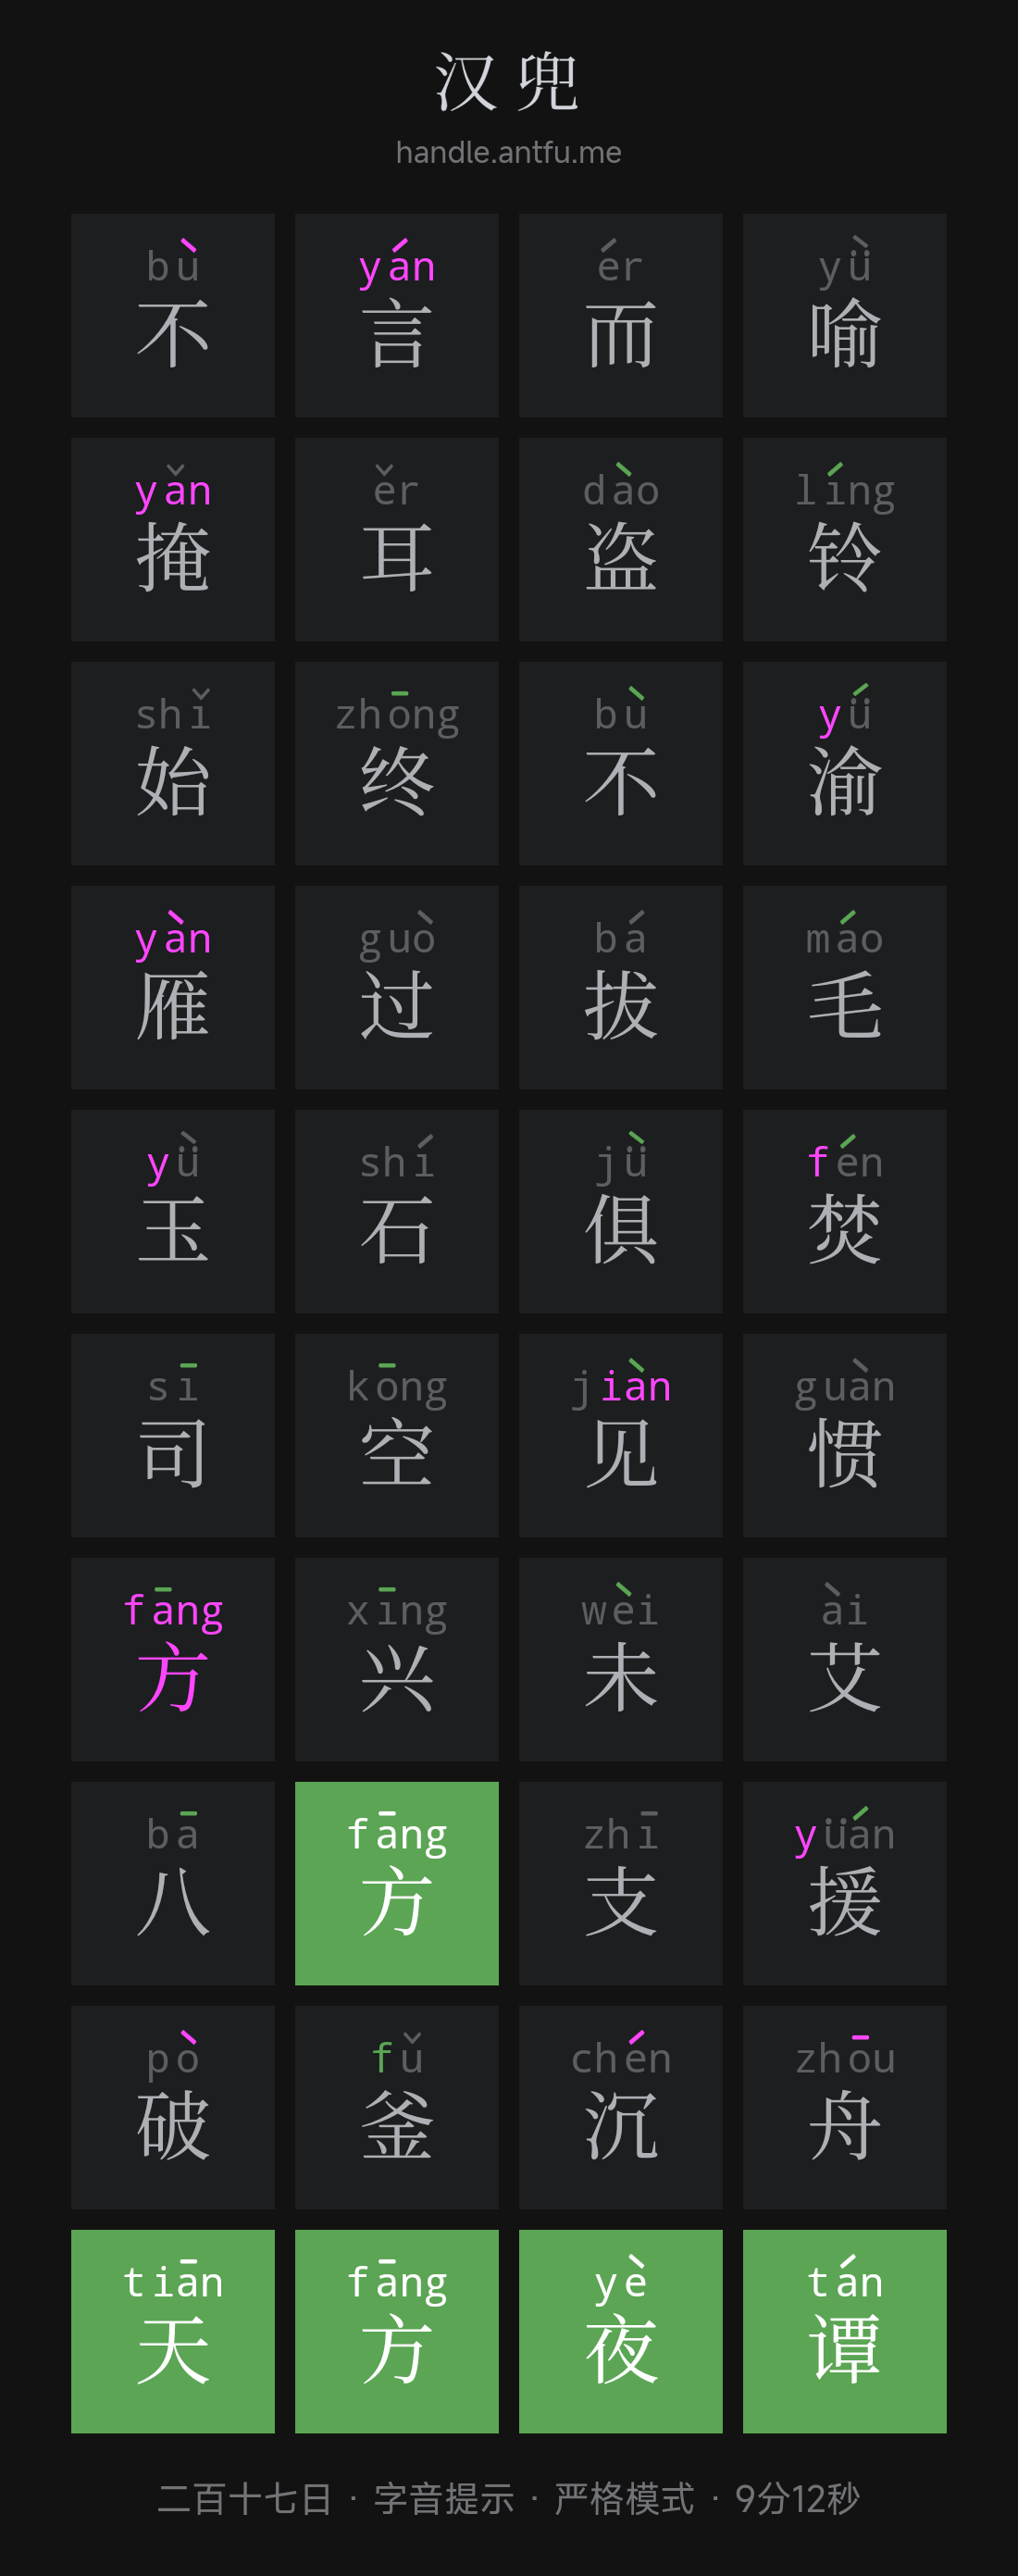 汉兜
handle.antfu.me
bù yán ér yǜ
不言而喻
yǎn ěr dào líng
掩耳盗铃
shǐ zhōng bù yǘ
始终不渝
yàn guò bá máo
雁过拔毛
yǜ shí jǜ fén
玉石俱焚
sī kōng jiàn guàn
司空见惯
fāng xīng wèi ài
方兴未艾
bā fāng zhī yüán
八方支援
pò fǔ chén zhōu
破釜沉舟
tiān fāng yè tán
天方夜谭
二百十七日 · 字音提示 · 严格模式 · 9分12秒